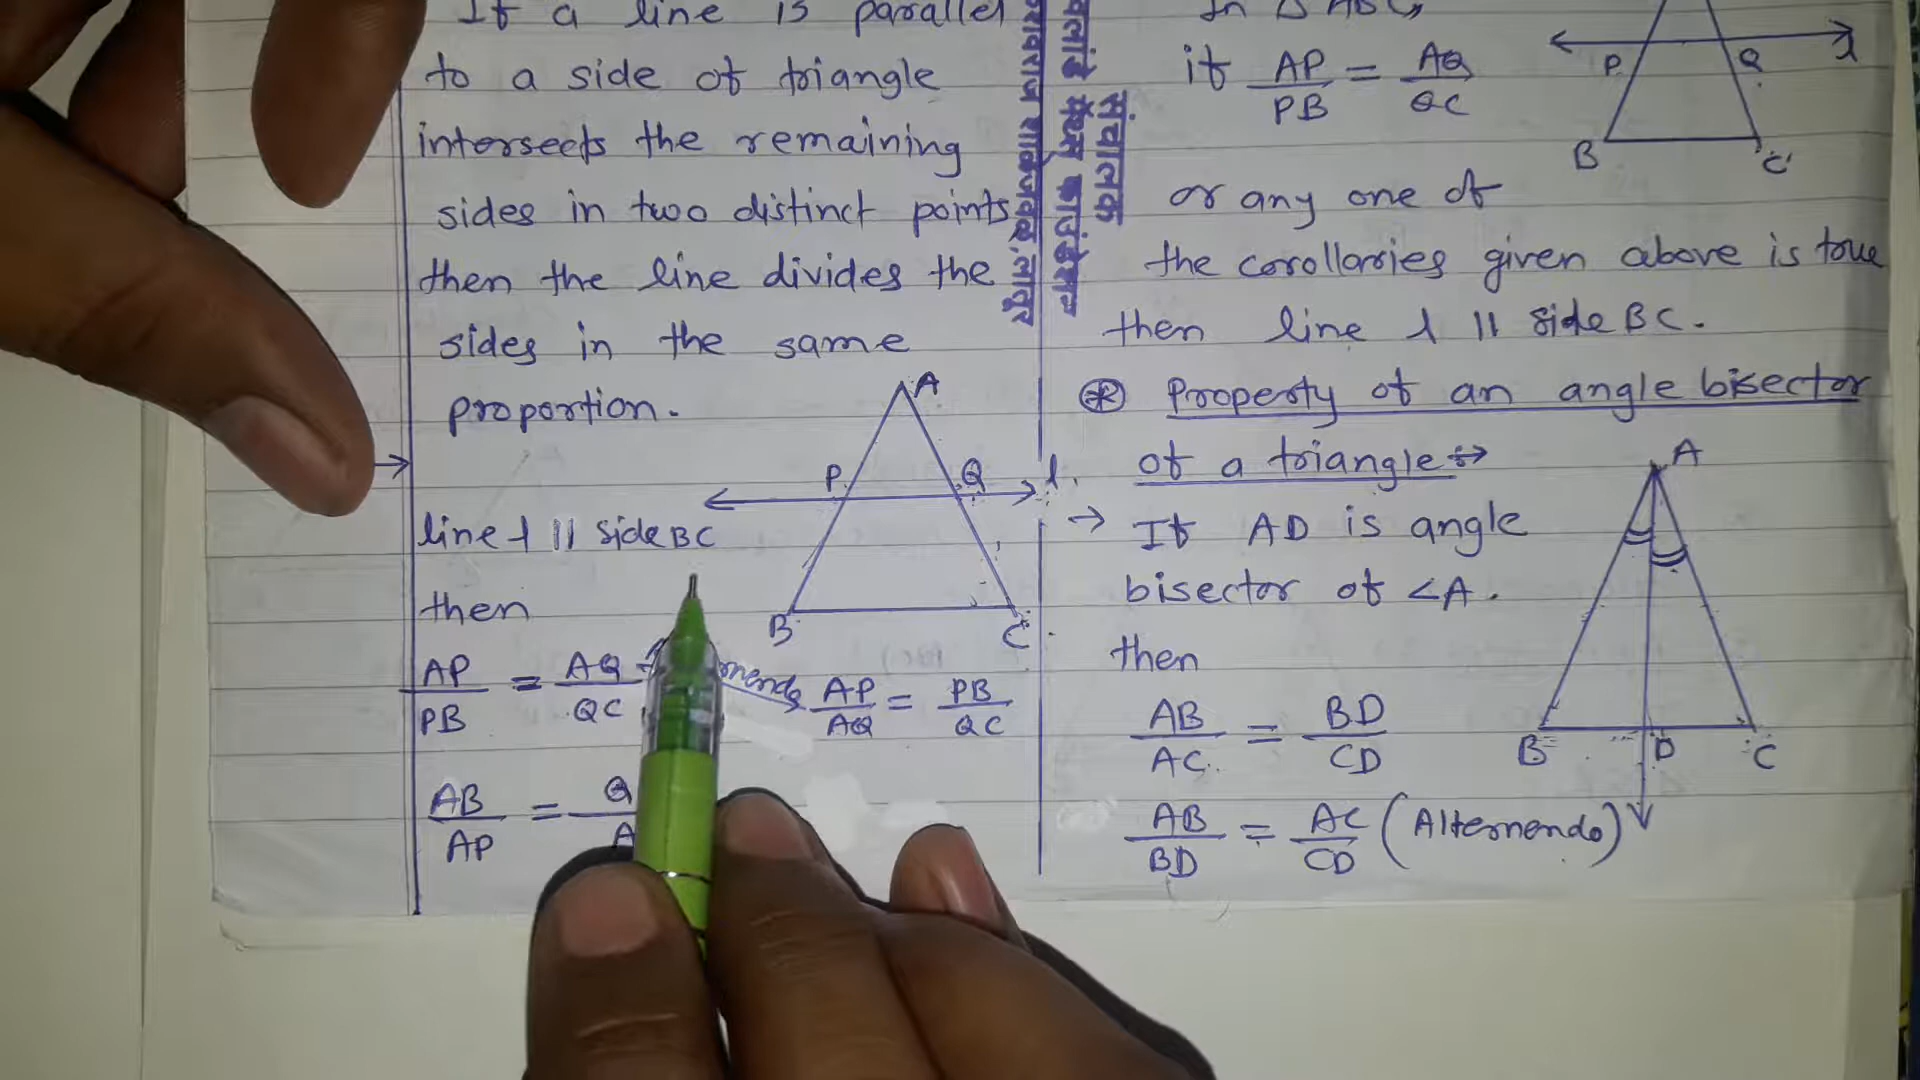 If a line is parallel
to a side of triangle
intersects the remaining
sides in two distinct points
then the line divides the
sides in the same
proportion.
A
P Q l.
line l || side BC
then
B C
AP/PB = AQ/QC AP/AQ = PB/QC
AB/AP =
संचालक
In △ABC,
if AP/PB = AQ/QC
P Q l
B C
or any one of
the corollaries given above is true
then line l || side BC.
Property of an angle bisector
of a triangle
A
→ If AD is angle
bisector of ∠A.
then
AB/AC = BD/CD
B D C
AB/BD = AC/CD (Alternendo)